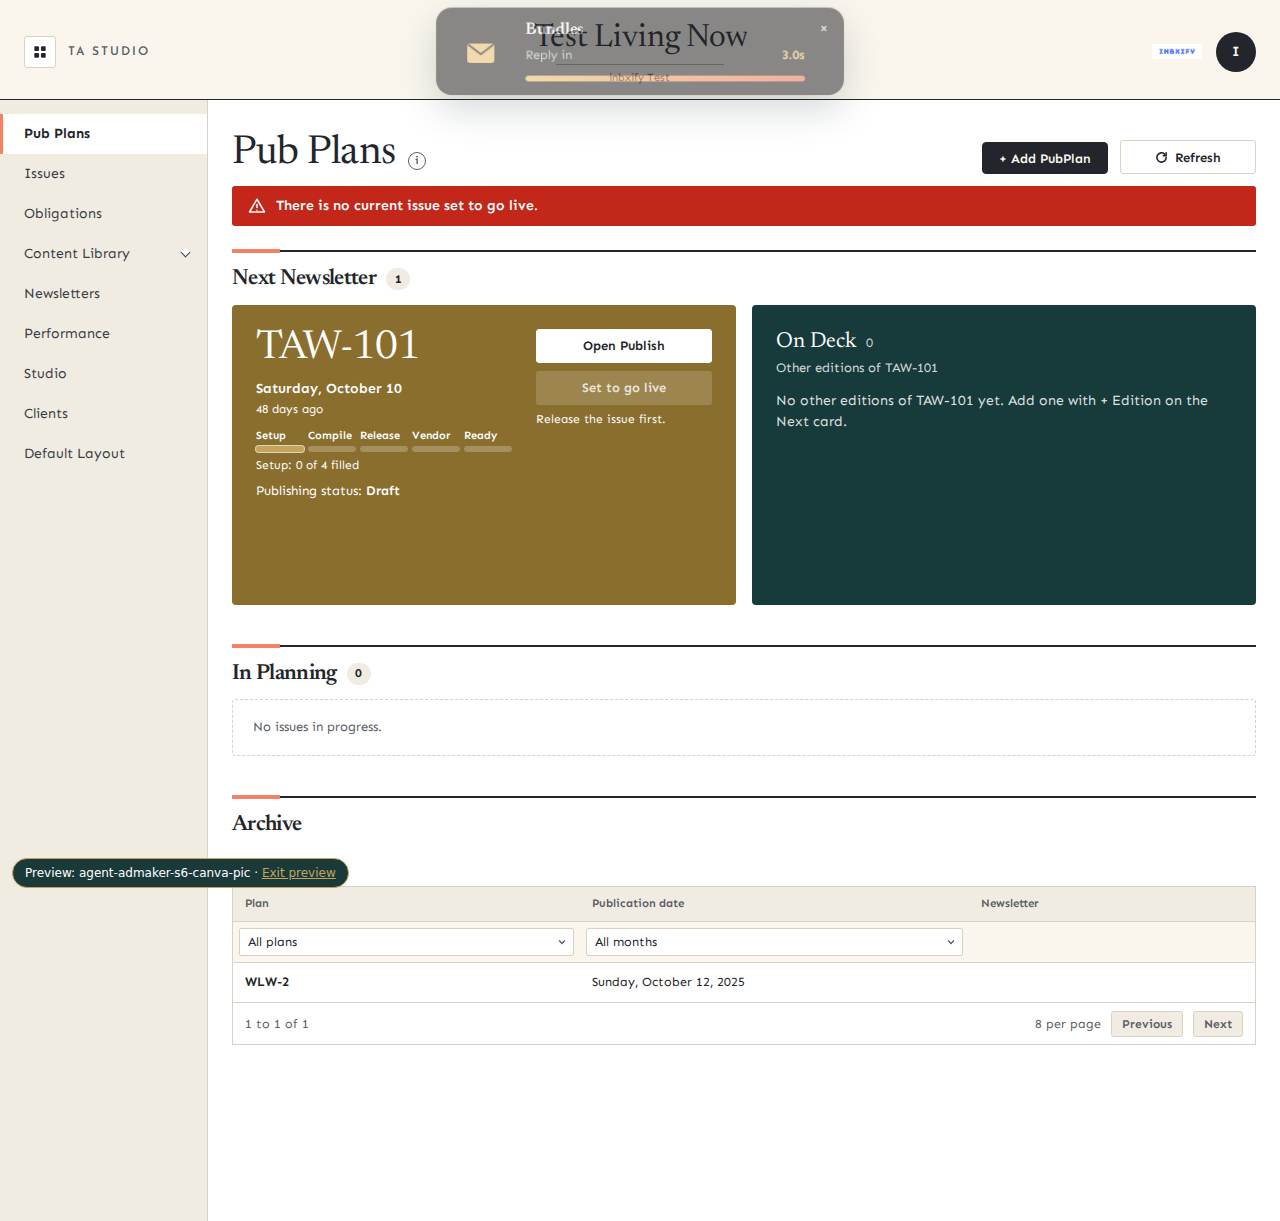 TA STUDIO
Bundles
×
Test Living Now
Reply in
3.0s
Inbxify Test
INBXIFY
I
Pub Plans
Issues
Obligations
Content Library
Newsletters
Performance
Studio
Clients
Default Layout
Pub Plans
i
+ Add PubPlan
Refresh
There is no current issue set to go live.
Next Newsletter 1
TAW-101
Saturday, October 10
48 days ago
Setup Compile Release Vendor Ready
Setup: 0 of 4 filled
Publishing status: Draft
Open Publish
Set to go live
Release the issue first.
On Deck 0
Other editions of TAW-101
No other editions of TAW-101 yet. Add one with + Edition on the
Next card.
In Planning 0
No issues in progress.
Archive
Preview: agent-admaker-s6-canva-pic · Exit preview
Plan Publication date Newsletter
All plans All months
WLW-2 Sunday, October 12, 2025
1 to 1 of 1 8 per page Previous Next